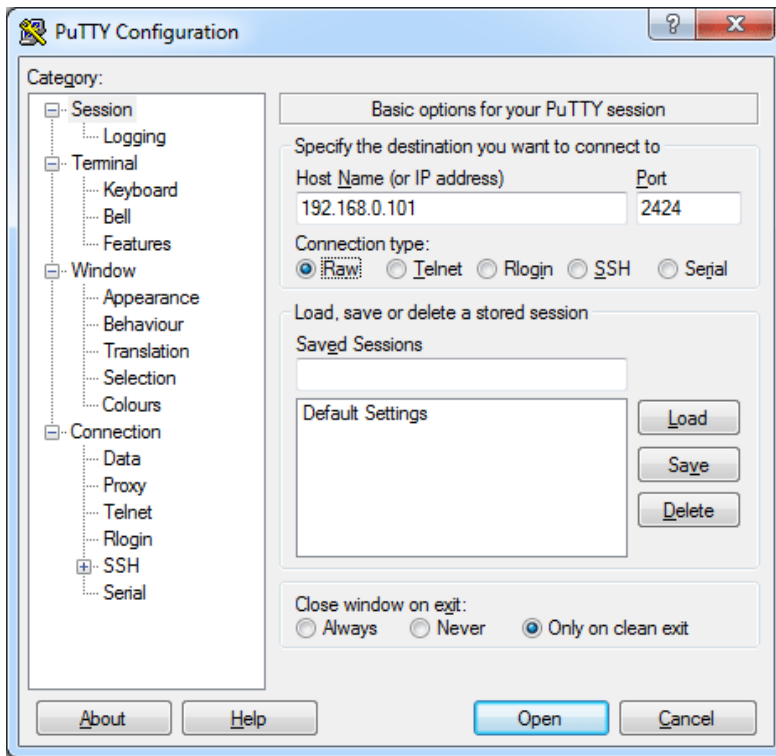 PuTTY Configuration
?
X
Category:
Session
Logging
Terminal
Keyboard
Bell
Features
Window
Appearance
Behaviour
Translation
Selection
Colours
Connection
Data
Proxy
Telnet
Rlogin
SSH
Serial
Basic options for your PuTTY session
Specify the destination you want to connect to
Host Name (or IP address) Port
192.168.0.101 2424
Connection type:
Raw Telnet Rlogin SSH Serial
Load, save or delete a stored session
Saved Sessions
Default Settings
Load
Save
Delete
Close window on exit:
Always Never Only on clean exit
About Help Open Cancel